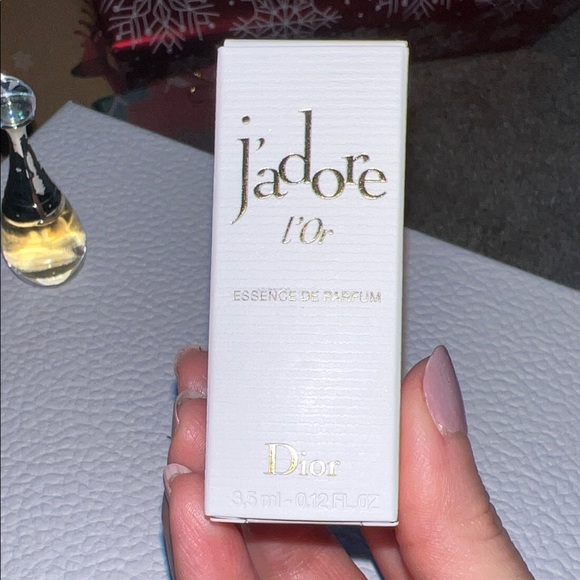 j'adore
l'Or
ESSENCE DE PARFUM
Dior
3,5 ml - 0.12 FL.OZ